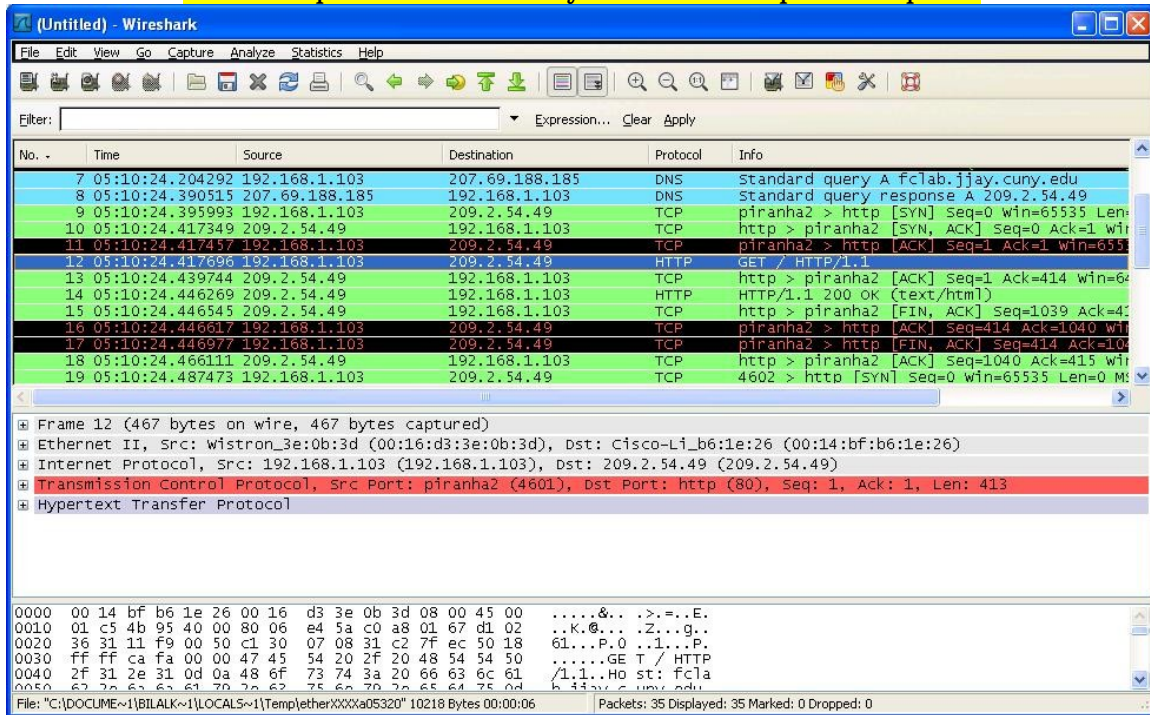 (Untitled) - Wireshark
File Edit View Go Capture Analyze Statistics Help
Filter: Expression... Clear Apply
No. Time Source Destination Protocol Info
7 05:10:24.204292 192.168.1.103 207.69.188.185 DNS Standard query A fclab.jjay.cuny.edu
8 05:10:24.390515 207.69.188.185 192.168.1.103 DNS Standard query response A 209.2.54.49
9 05:10:24.395993 192.168.1.103 209.2.54.49 TCP piranha2 > http [SYN] Seq=0 Win=65535 Len=
10 05:10:24.417349 209.2.54.49 192.168.1.103 TCP http > piranha2 [SYN, ACK] Seq=0 Ack=1 Win
11 05:10:24.417457 192.168.1.103 209.2.54.49 TCP piranha2 > http [ACK] Seq=1 Ack=1 Win=655
12 05:10:24.417696 192.168.1.103 209.2.54.49 HTTP GET / HTTP/1.1
13 05:10:24.439744 209.2.54.49 192.168.1.103 TCP http > piranha2 [ACK] Seq=1 Ack=414 Win=6
14 05:10:24.446269 209.2.54.49 192.168.1.103 HTTP HTTP/1.1 200 OK (text/html)
15 05:10:24.446545 209.2.54.49 192.168.1.103 TCP http > piranha2 [FIN, ACK] Seq=1039 Ack=41
16 05:10:24.446617 192.168.1.103 209.2.54.49 TCP piranha2 > http [ACK] Seq=414 Ack=1040 Wi
17 05:10:24.446977 192.168.1.103 209.2.54.49 TCP piranha2 > http [FIN, ACK] Seq=414 Ack=104
18 05:10:24.466111 209.2.54.49 192.168.1.103 TCP http > piranha2 [ACK] Seq=1040 Ack=415 Wi
19 05:10:24.487473 192.168.1.103 209.2.54.49 TCP 4602 > http [SYN] Seq=0 Win=65535 Len=0 MS
Frame 12 (467 bytes on wire, 467 bytes captured)
Ethernet II, Src: Wistron_3e:0b:3d (00:16:d3:3e:0b:3d), Dst: Cisco-Li_b6:1e:26 (00:14:bf:b6:1e:26)
Internet Protocol, Src: 192.168.1.103 (192.168.1.103), Dst: 209.2.54.49 (209.2.54.49)
Transmission Control Protocol, Src Port: piranha2 (4601), Dst Port: http (80), Seq: 1, Ack: 1, Len: 413
Hypertext Transfer Protocol
0000 00 14 bf b6 1e 26 00 16 d3 3e 0b 3d 08 00 45 00 .....&.. .>.=..E.
0010 01 c5 4b 95 40 00 80 06 e4 5a c0 a8 01 67 d1 02 ..K.@... .Z...g..
0020 36 31 11 f9 00 50 c1 30 07 08 31 c2 7f ec 50 18 61...P.0 ..1...P.
0030 ff ff ca fa 00 00 47 45 54 20 2f 20 48 54 54 50 ......GE T / HTTP
0040 2f 31 2e 31 0d 0a 48 6f 73 74 3a 20 66 63 6c 61 /1.1..Ho st: fcla
File: "C:\DOCUME~1\BILALK~1\LOCALS~1\Temp\etherXXXXa05320" 10218 Bytes 00:00:06 Packets: 35 Displayed: 35 Marked: 0 Dropped: 0